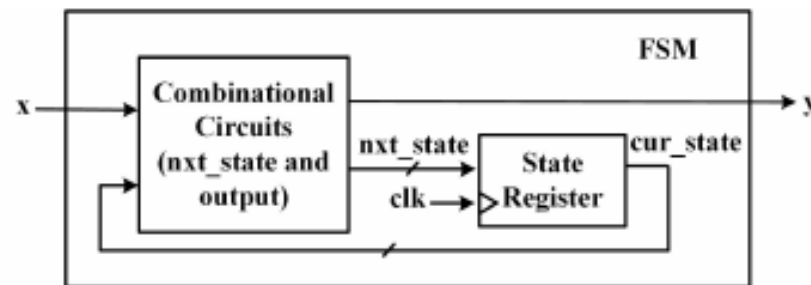 FSM
x
Combinational
Circuits
(nxt_state and
output)
y
nxt_state
cur_state
clk
State
Register